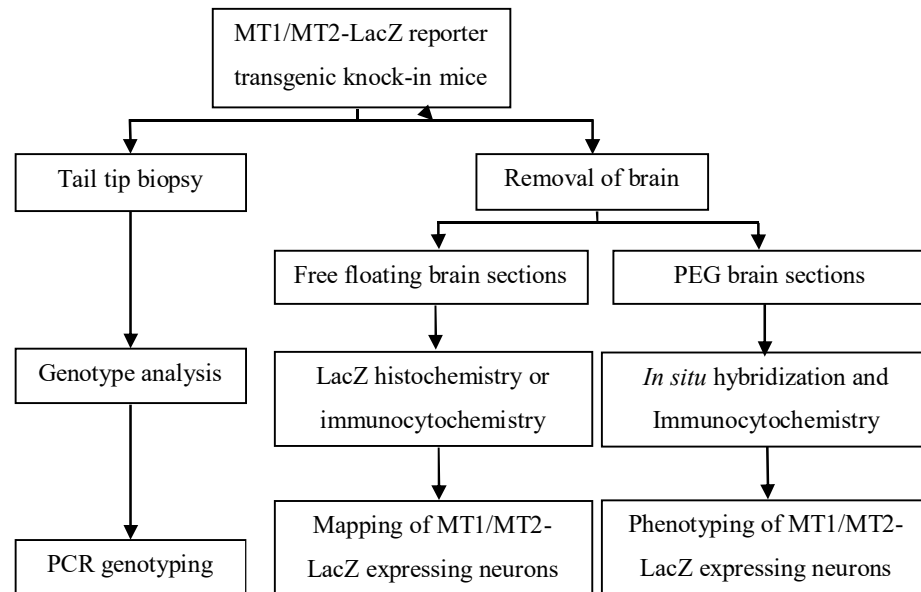 MT1/MT2-LacZ reporter
transgenic knock-in mice
Tail tip biopsy
Removal of brain
Free floating brain sections
PEG brain sections
Genotype analysis
LacZ histochemistry or
immunocytochemistry
In situ hybridization and
Immunocytochemistry
PCR genotyping
Mapping of MT1/MT2-
LacZ expressing neurons
Phenotyping of MT1/MT2-
LacZ expressing neurons